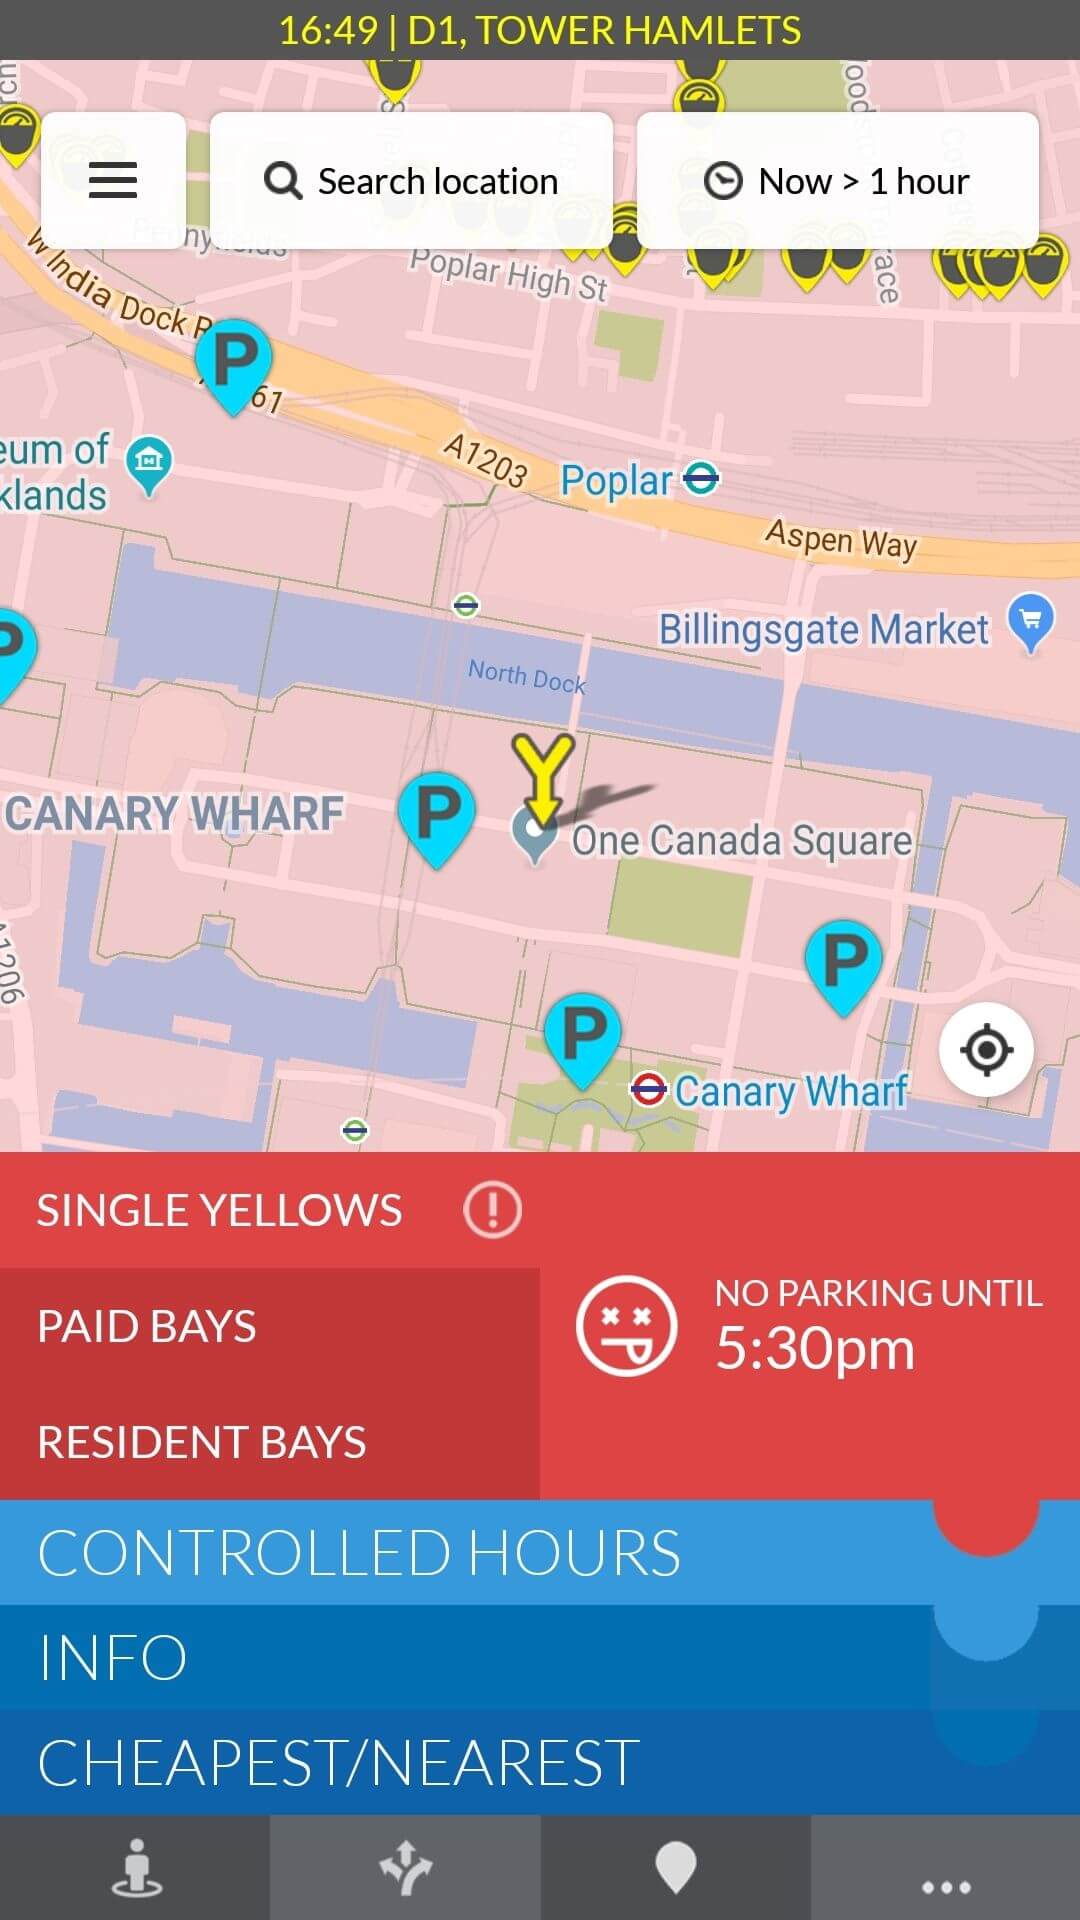 16:49 | D1, TOWER HAMLETS
Search location
Now > 1 hour
Poplar High St
W India Dock R
61
A1203
Poplar
Aspen Way
eum of
klands
Billingsgate Market
North Dock
P
P
CANARY WHARF
P
One Canada Square
P
P
Canary Wharf
A1206
SINGLE YELLOWS
PAID BAYS
RESIDENT BAYS
NO PARKING UNTIL
5:30pm
CONTROLLED HOURS
INFO
CHEAPEST/NEAREST